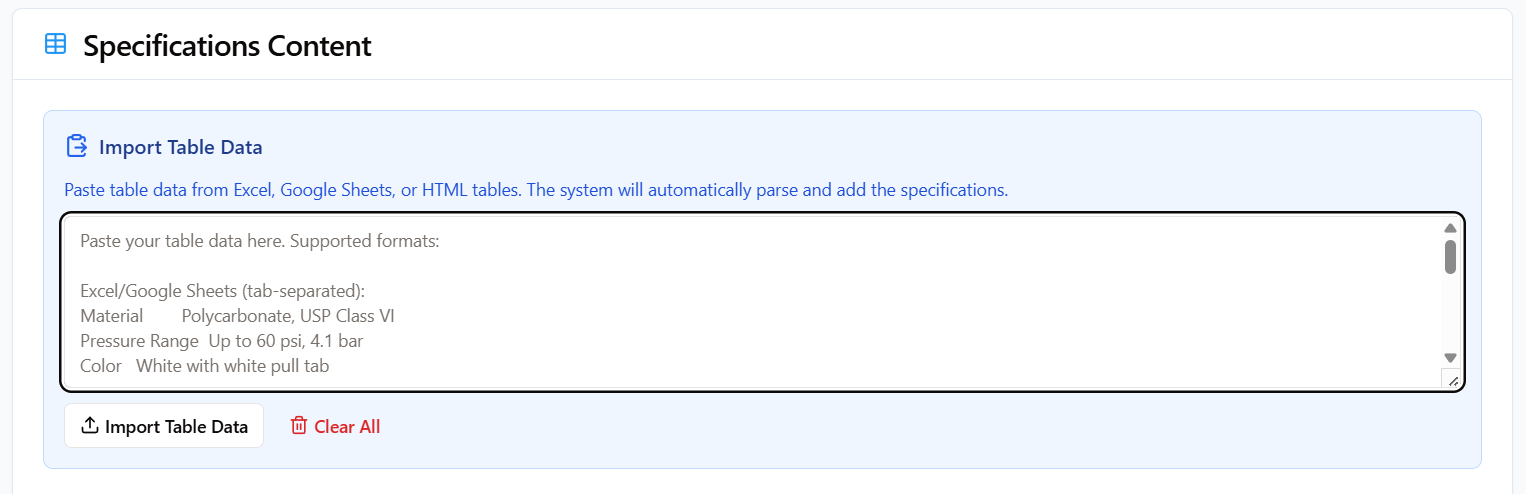 Specifications Content
Import Table Data
Paste table data from Excel, Google Sheets, or HTML tables. The system will automatically parse and add the specifications.
Paste your table data here. Supported formats:
Excel/Google Sheets (tab-separated):
Material Polycarbonate, USP Class VI
Pressure Range Up to 60 psi, 4.1 bar
Color White with white pull tab
Import Table Data Clear All